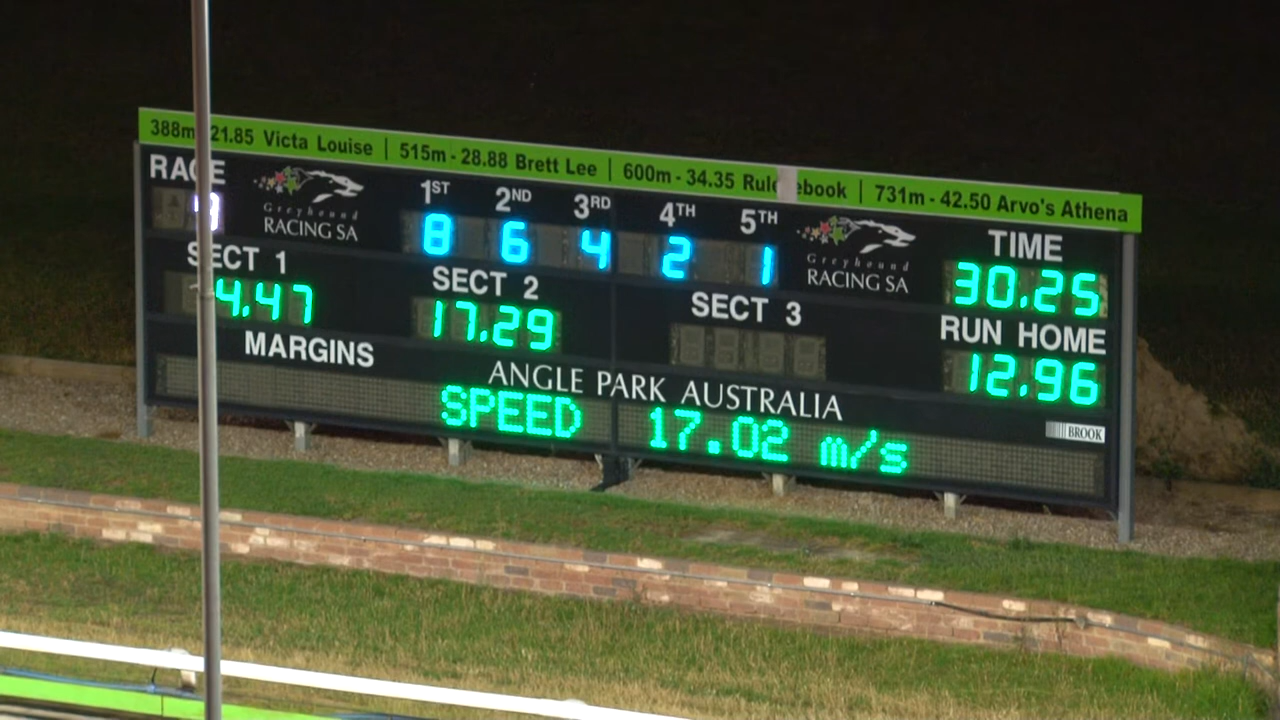 388m 21.85 Victa Louise | 515m - 28.88 Brett Lee | 600m - 34.35 Rule ebook | 731m - 42.50 Arvo's Athena
RACE
Greyhound
RACING SA
1ST 2ND 3RD 4TH 5TH
8 6 4 2 1
Greyhound
RACING SA
TIME
30.25
SECT 1
4.47
SECT 2
17.29
SECT 3
RUN HOME
12.96
MARGINS
ANGLE PARK AUSTRALIA
SPEED 17.02 m/s
BROOK